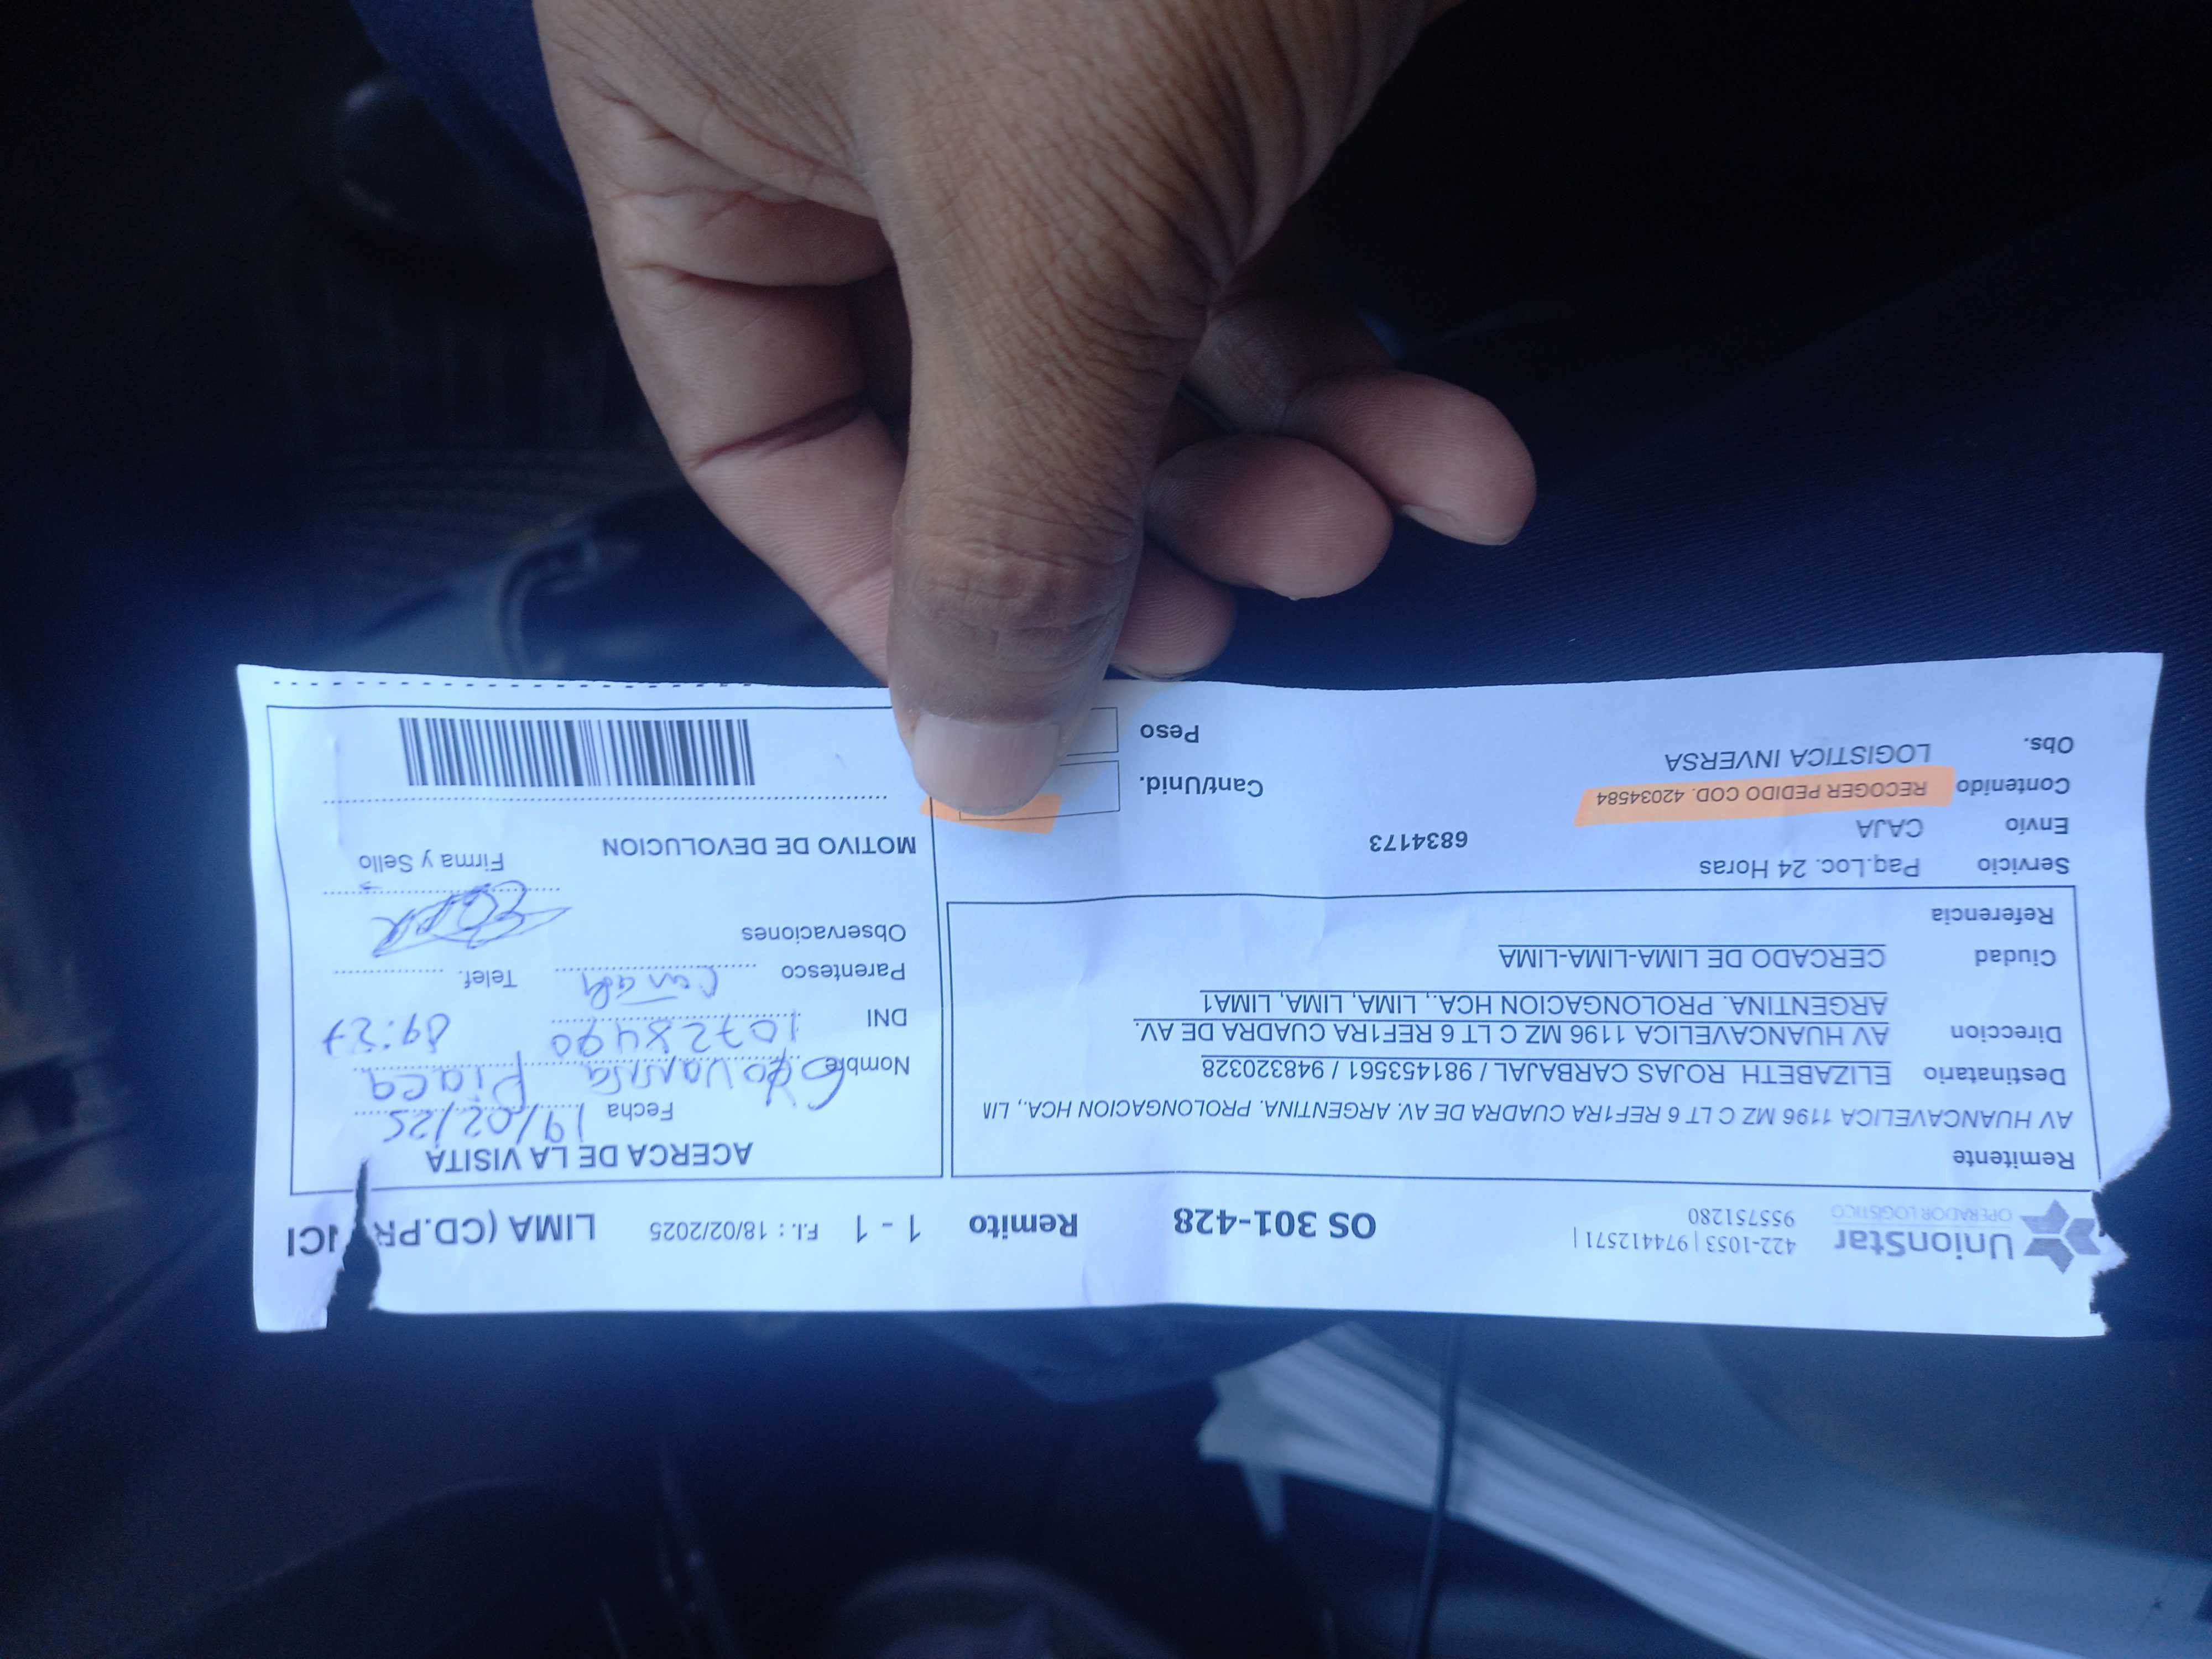 UnionStar
OPERADOR LOGISTICO
422-1053 | 974412571 |
955751280
OS 301-428
Remito 1 - 1
F.I.: 18/02/2025
LIMA (CD.PR NCI
Remitente
AV HUANCAVELICA 1196 MZ C LT 6 REF1RA CUADRA DE AV. ARGENTINA. PROLONGACION HCA., LIM
Destinatario ELIZABETH ROJAS CARBAJAL / 981453561 / 948320328
Direccion AV HUANCAVELICA 1196 MZ C LT 6 REF1RA CUADRA DE AV.
ARGENTINA. PROLONGACION HCA., LIMA, LIMA, LIMA1
Ciudad CERCADO DE LIMA-LIMA-LIMA
Referencia
Servicio Paq.Loc. 24 Horas
Envío CAJA 6834173
Contenido RECOGER PEDIDO COD. 42034584
Obs. LOGISTICA INVERSA
Cant/Unid.
Peso
ACERCA DE LA VISITA
Fecha 19/02/25
Nombre Piaca
DNI 10728490 09:27
Parentesco Telef.
Observaciones
Firma y Sello
MOTIVO DE DEVOLUCION